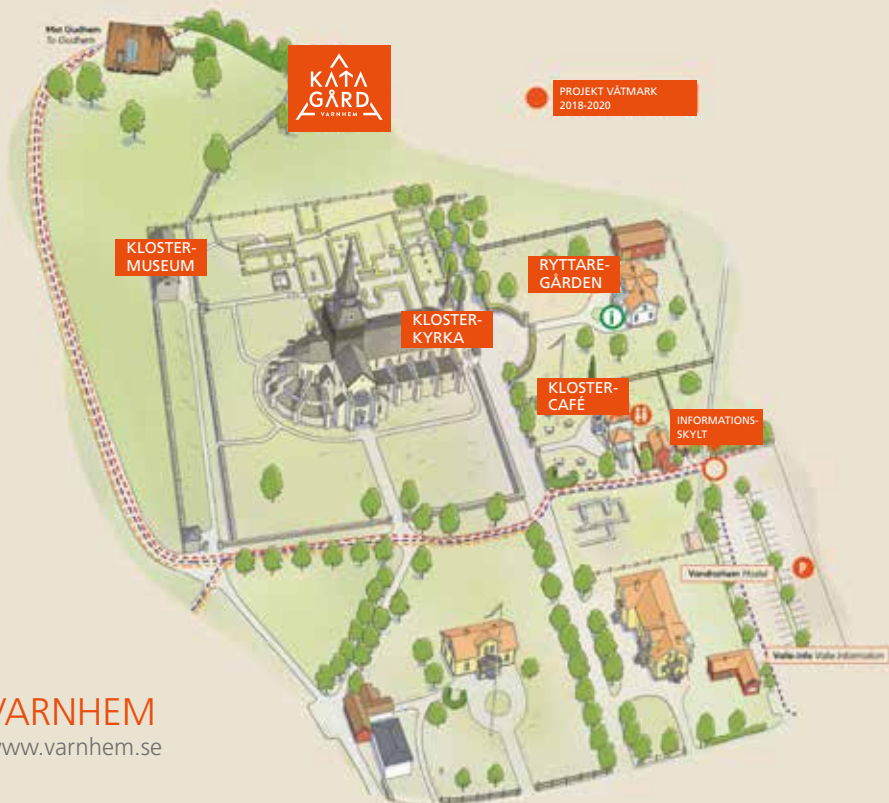 Mot Gudhem
To Gudhem
KATA
GÅRD
VARNHEM
PROJEKT VÅTMARK
2018-2020
KLOSTER-
MUSEUM
RYTTARE-
GÅRDEN
i
KLOSTER-
KYRKA
KLOSTER-
CAFÉ
INFORMATIONS-
SKYLT
Vandrarhem Hostel
P
Valle-info Valle information
VARNHEM
www.varnhem.se